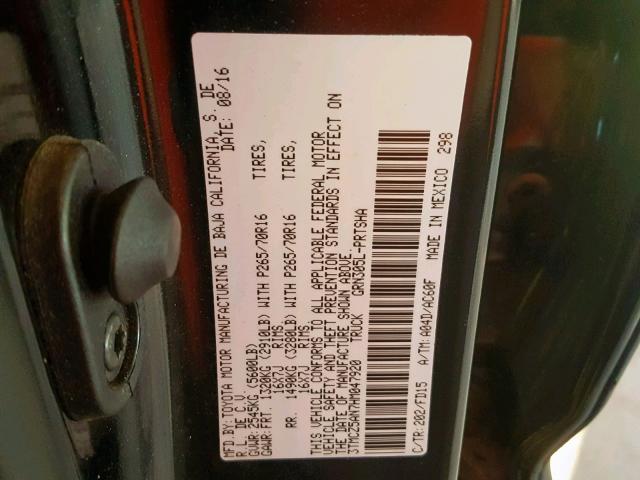 MFD.BY: TOYOTA MOTOR MANUFACTURING DE BAJA CALIFORNIA, S. DE
R. L. DE C.V. DATE: 08/16
GVWR: 2545KG (5600LB)
GAWR: FRT. 1320KG (2910LB) WITH P265/70R16 TIRES,
16X7J RIMS
RR. 1490KG (3280LB) WITH P265/70R16 TIRES,
16X7J RIMS
THIS VEHICLE CONFORMS TO ALL APPLICABLE FEDERAL MOTOR
VEHICLE SAFETY AND THEFT PREVENTION STANDARDS IN EFFECT ON
THE DATE OF MANUFACTURE SHOWN ABOVE.
3TMCZ5AN7HM047920 TRUCK GRN305L-PRTSHA
C/TR: 202/FD15 A/TM: A04D/AC60F MADE IN MEXICO 298